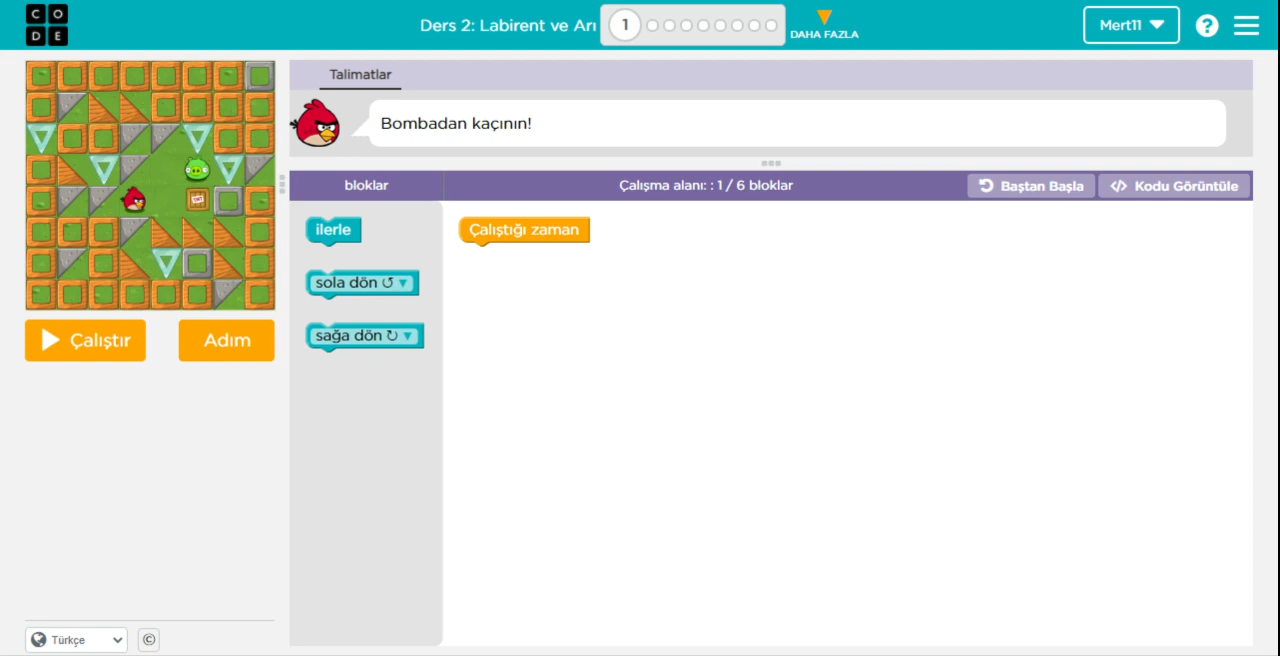 C O
D E
Ders 2: Labirent ve Arı
1
DAHA FAZLA
Mert11
?
Talimatlar
Bombadan kaçının!
bloklar
Çalışma alanı: : 1 / 6 bloklar
Baştan Başla
</> Kodu Görüntüle
ilerle
Çalıştığı zaman
sola dön ↺
sağa dön ↻
TNT
Çalıştır
Adım
Türkçe
©